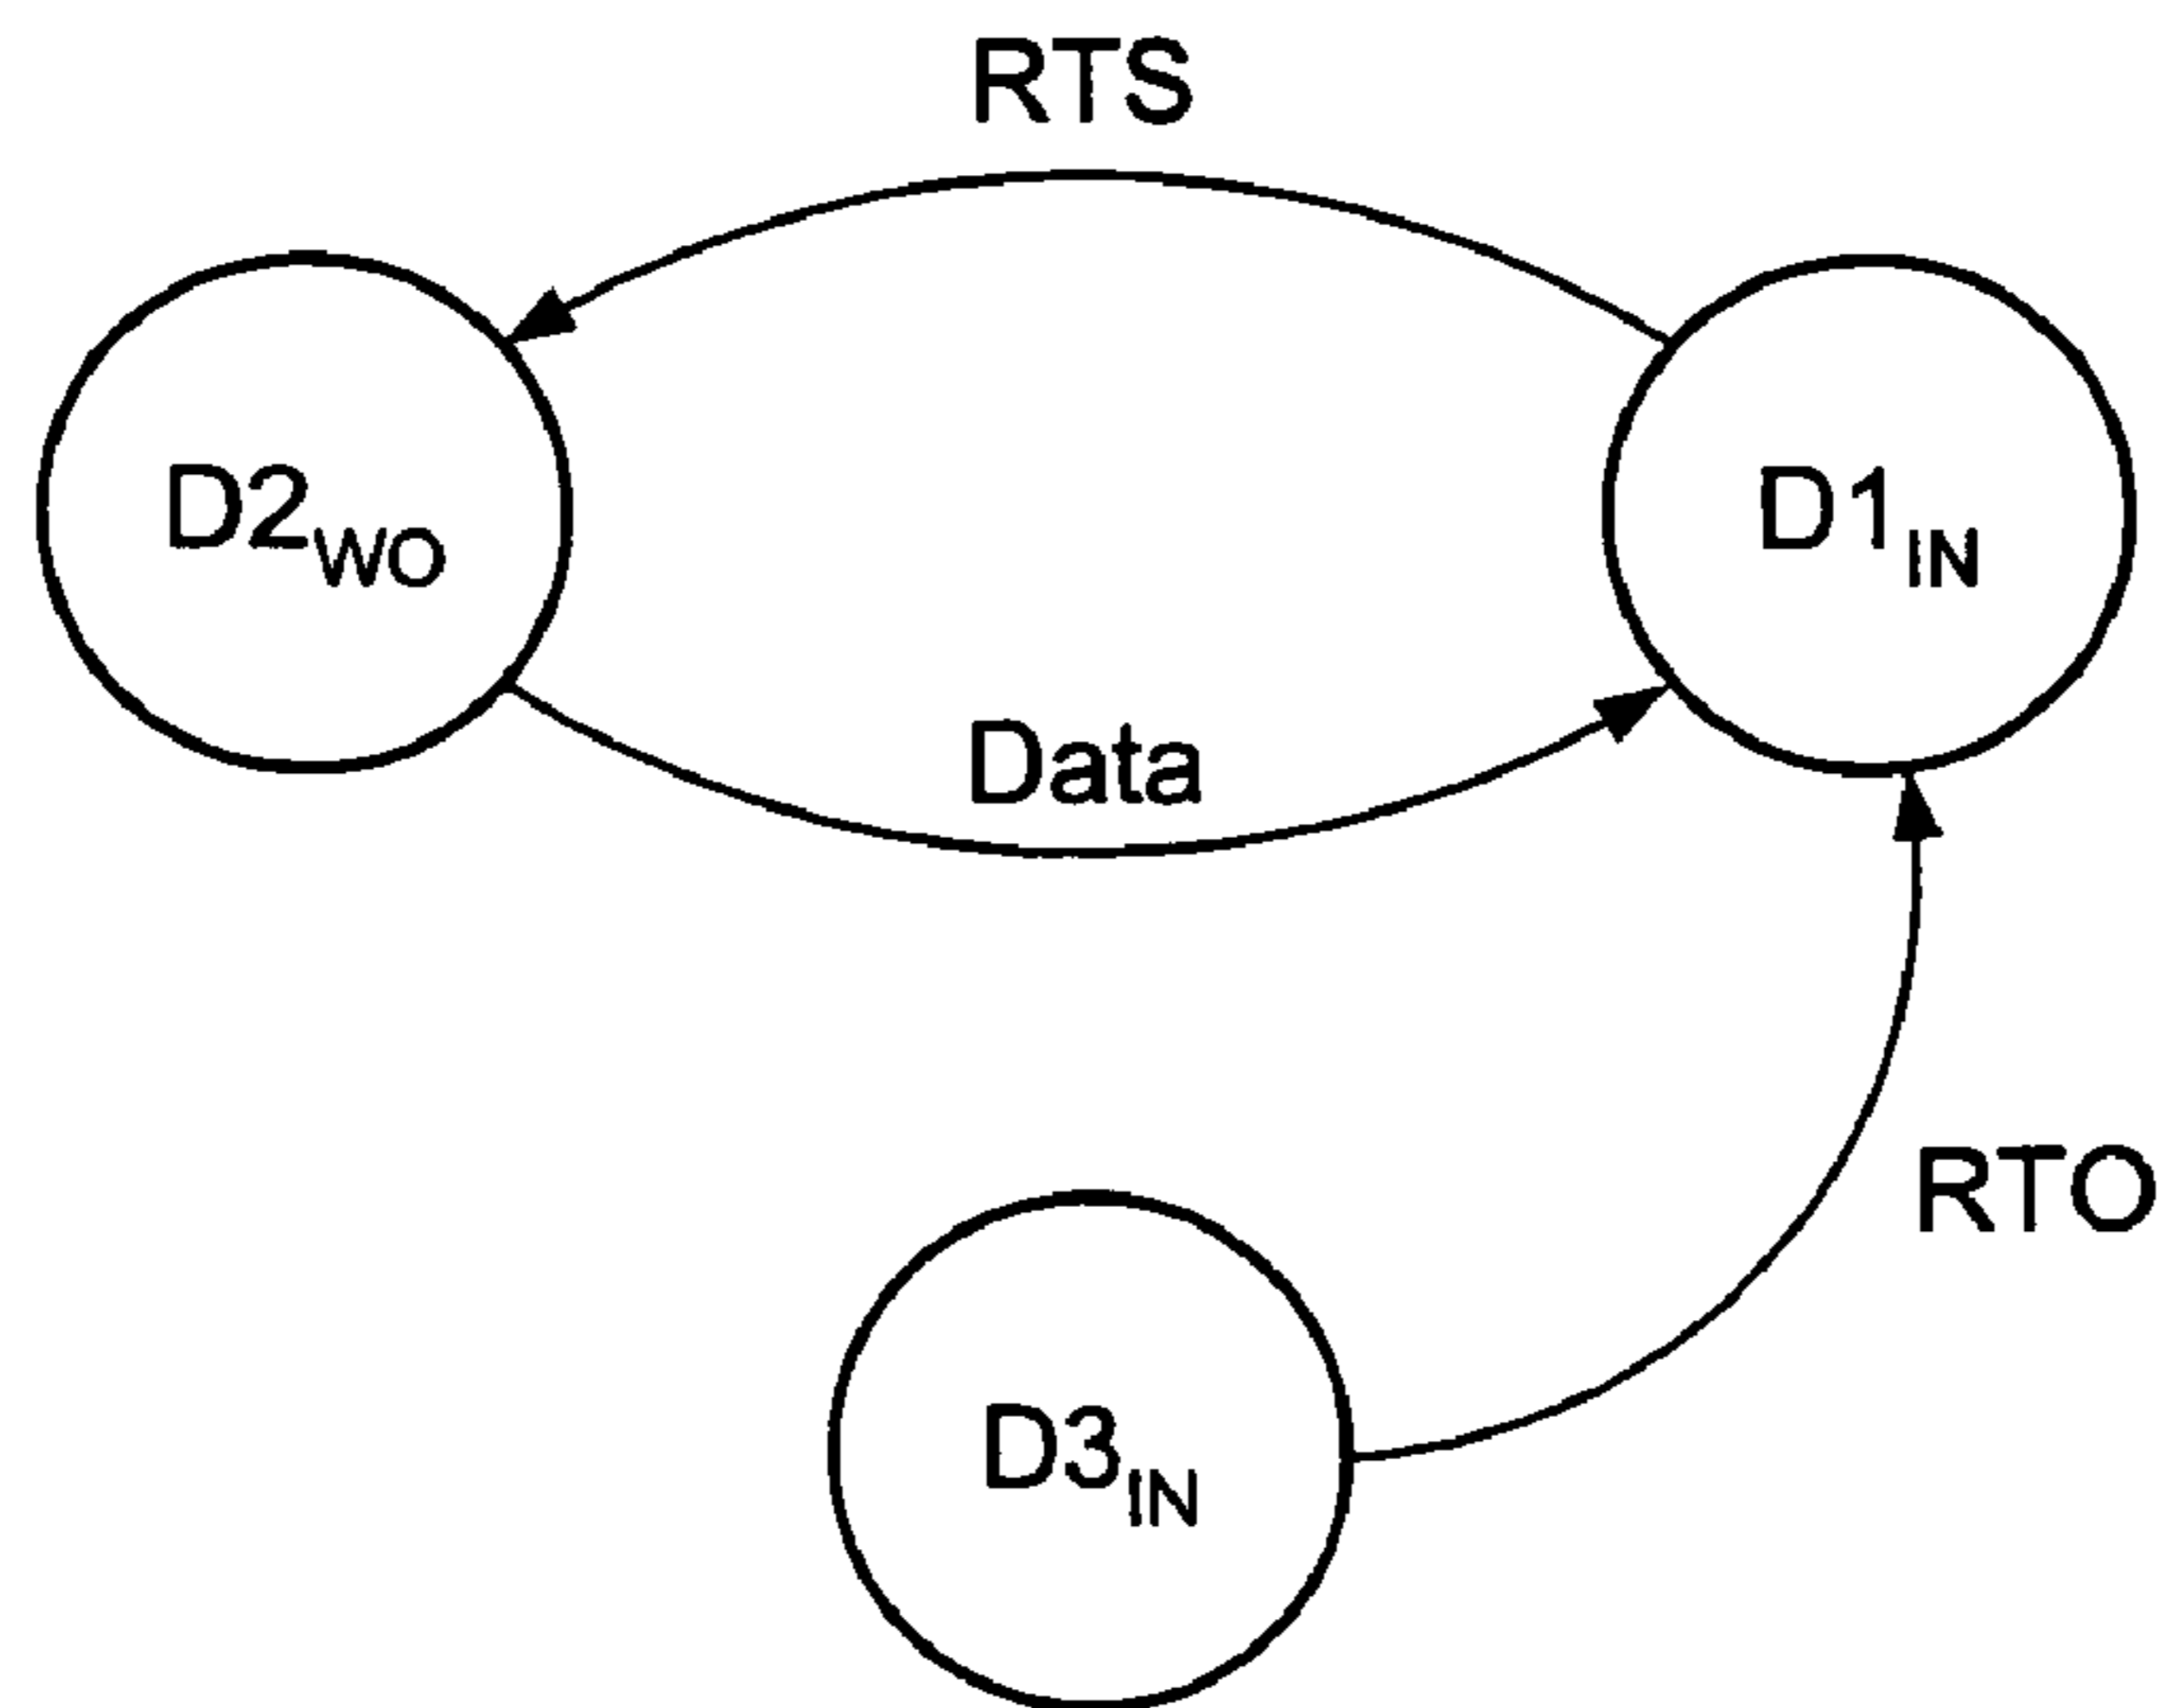 RTS
D2WO
D1IN
Data
RTO
D3IN